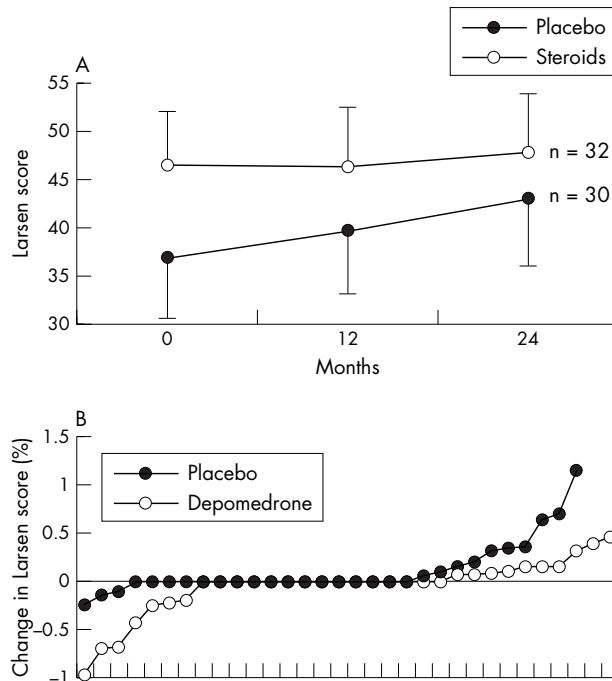 Placebo
Steroids
A
55
50
45
40
35
30
Larsen score
n = 32
n = 30
0 12 24
Months
B
1.5
1
0.5
0
–0.5
–1
Change in Larsen score (%)
Placebo
Depomedrone